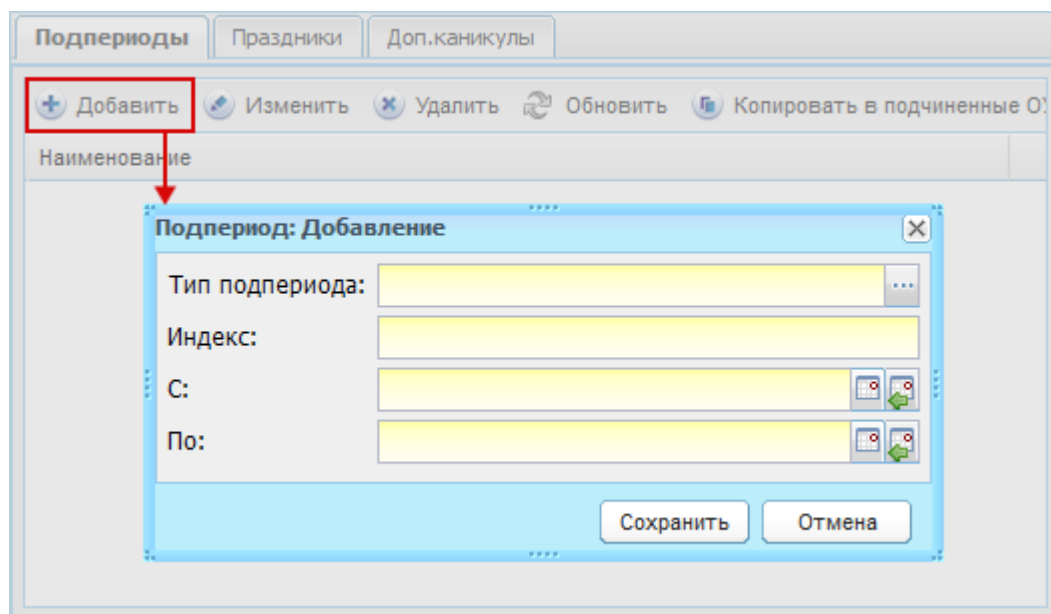 Подпериоды Праздники Доп.каникулы
Добавить Изменить Удалить Обновить Копировать в подчиненные ОУ
Наименование
Подпериод: Добавление
Тип подпериода:
Индекс:
С:
По:
Сохранить Отмена